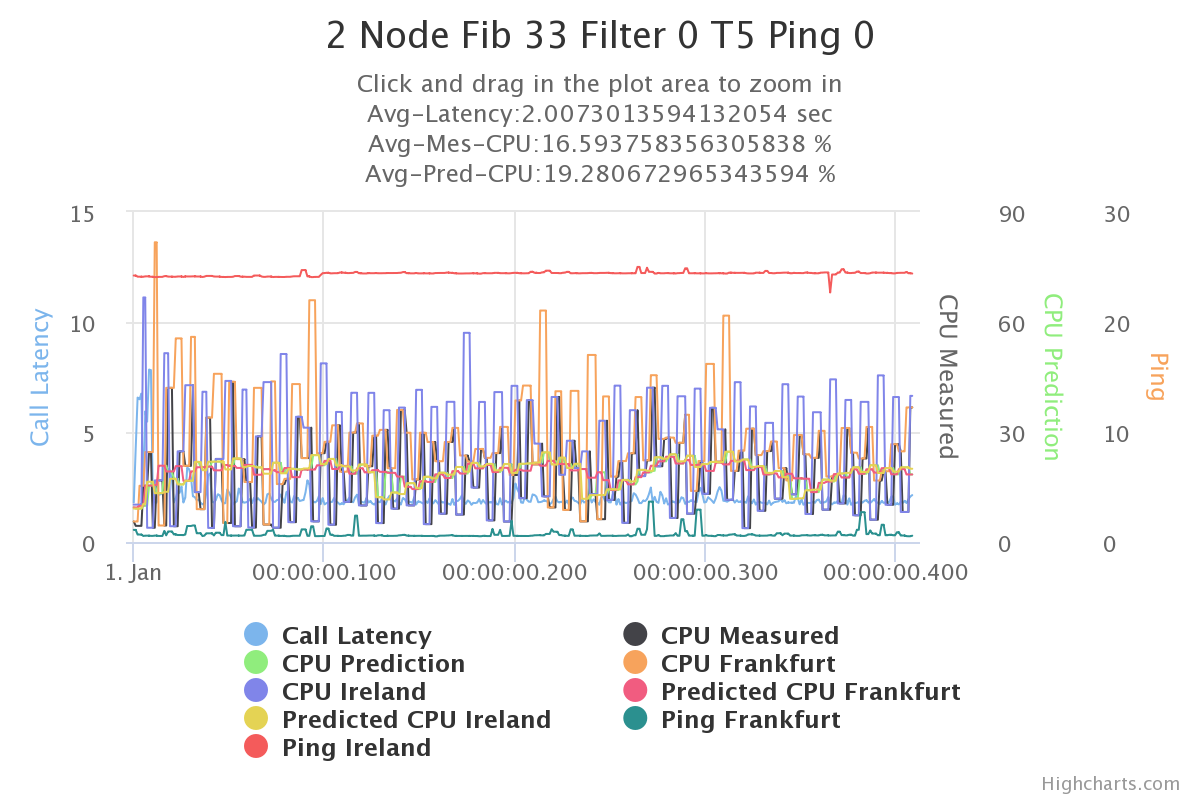 2 Node Fib 33 Filter 0 T5 Ping 0
Click and drag in the plot area to zoom in
Avg-Latency:2.0073013594132054 sec
Avg-Mes-CPU:16.593758356305838 %
Avg-Pred-CPU:19.280672965343594 %
15
10
5
0
Call Latency
90
60
30
0
CPU Measured
CPU Prediction
30
20
10
0
Ping
1. Jan
00:00:00.100
00:00:00.200
00:00:00.300
00:00:00.400
Call Latency
CPU Measured
CPU Prediction
CPU Frankfurt
CPU Ireland
Predicted CPU Frankfurt
Predicted CPU Ireland
Ping Frankfurt
Ping Ireland
Highcharts.com